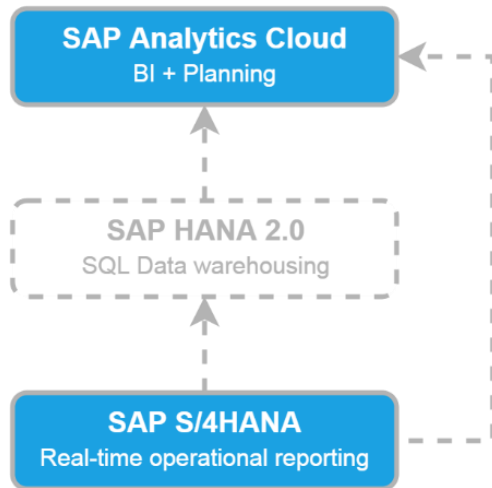 SAP Analytics Cloud
BI + Planning
SAP HANA 2.0
SQL Data warehousing
SAP S/4HANA
Real-time operational reporting